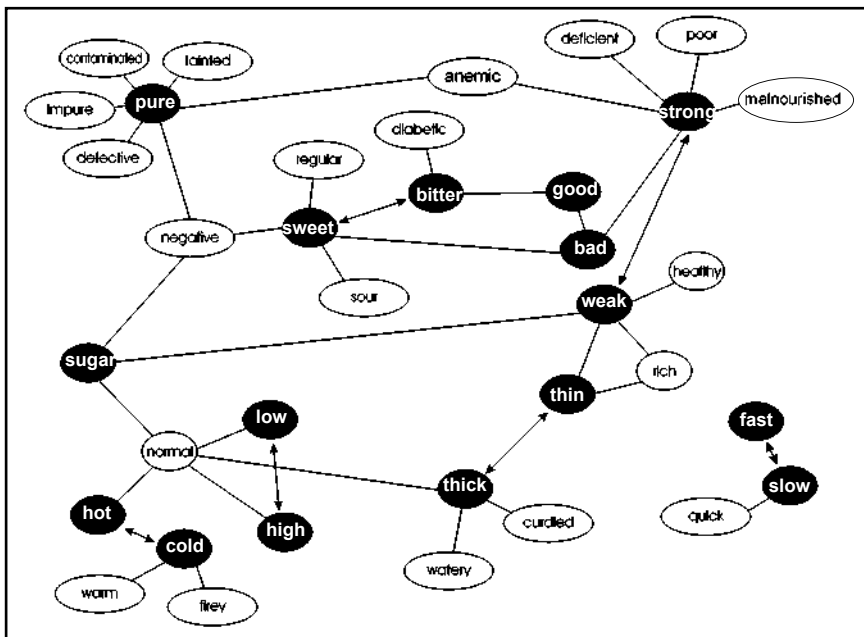 deficient
poor
contaminated
tainted
anemic
Impure
pure
strong
malnourished
diabetic
defective
regular
bitter
good
negative
sweet
bad
healthy
sour
weak
sugar
rich
thin
low
fast
normal
thick
slow
hot
high
curdled
quick
cold
watery
warm
firey